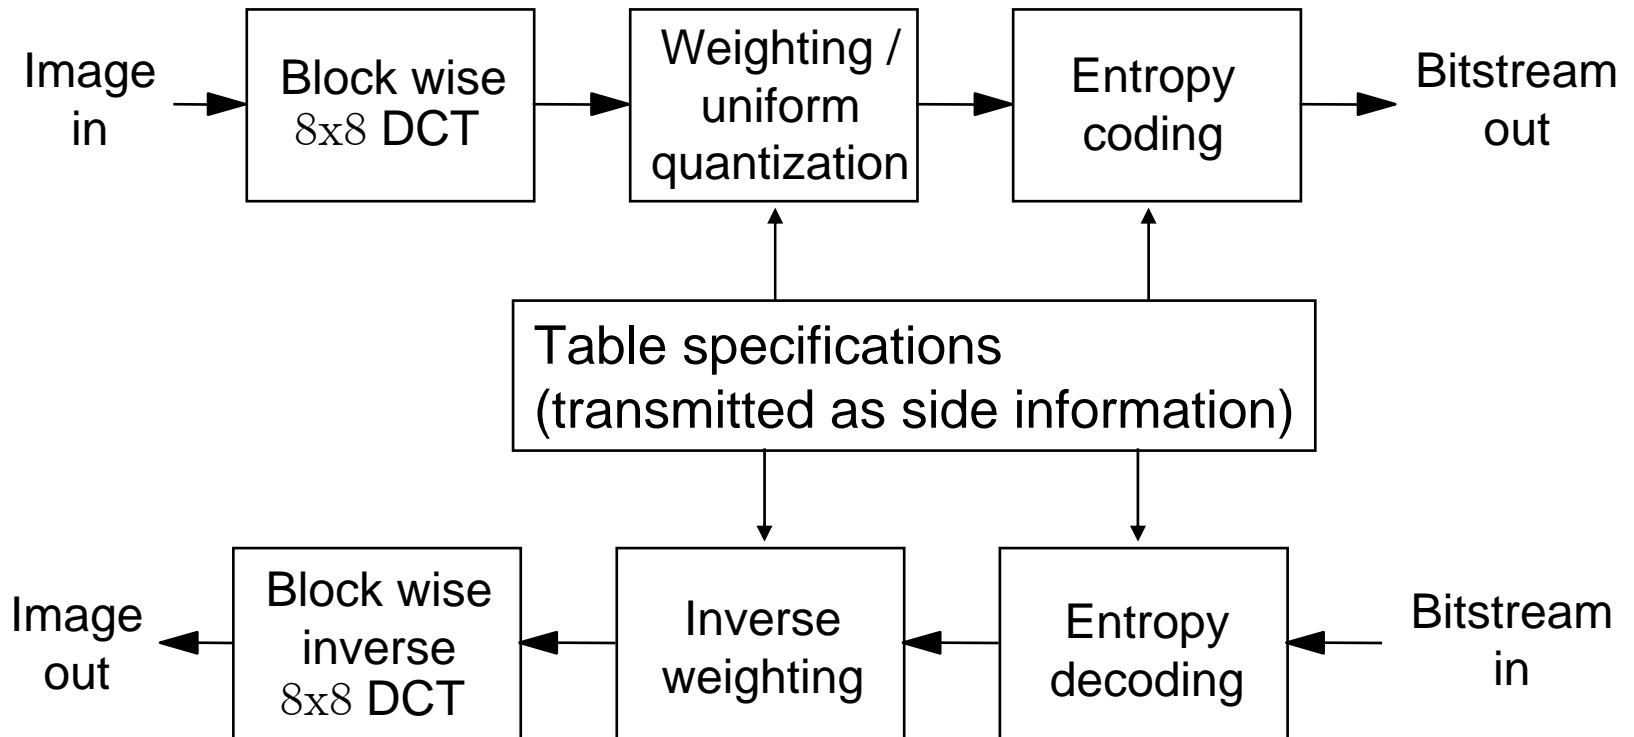 Image
in
Block wise
8x8 DCT
Weighting /
uniform
quantization
Entropy
coding
Bitstream
out
Table specifications
(transmitted as side information)
Image
out
Block wise
inverse
8x8 DCT
Inverse
weighting
Entropy
decoding
Bitstream
in